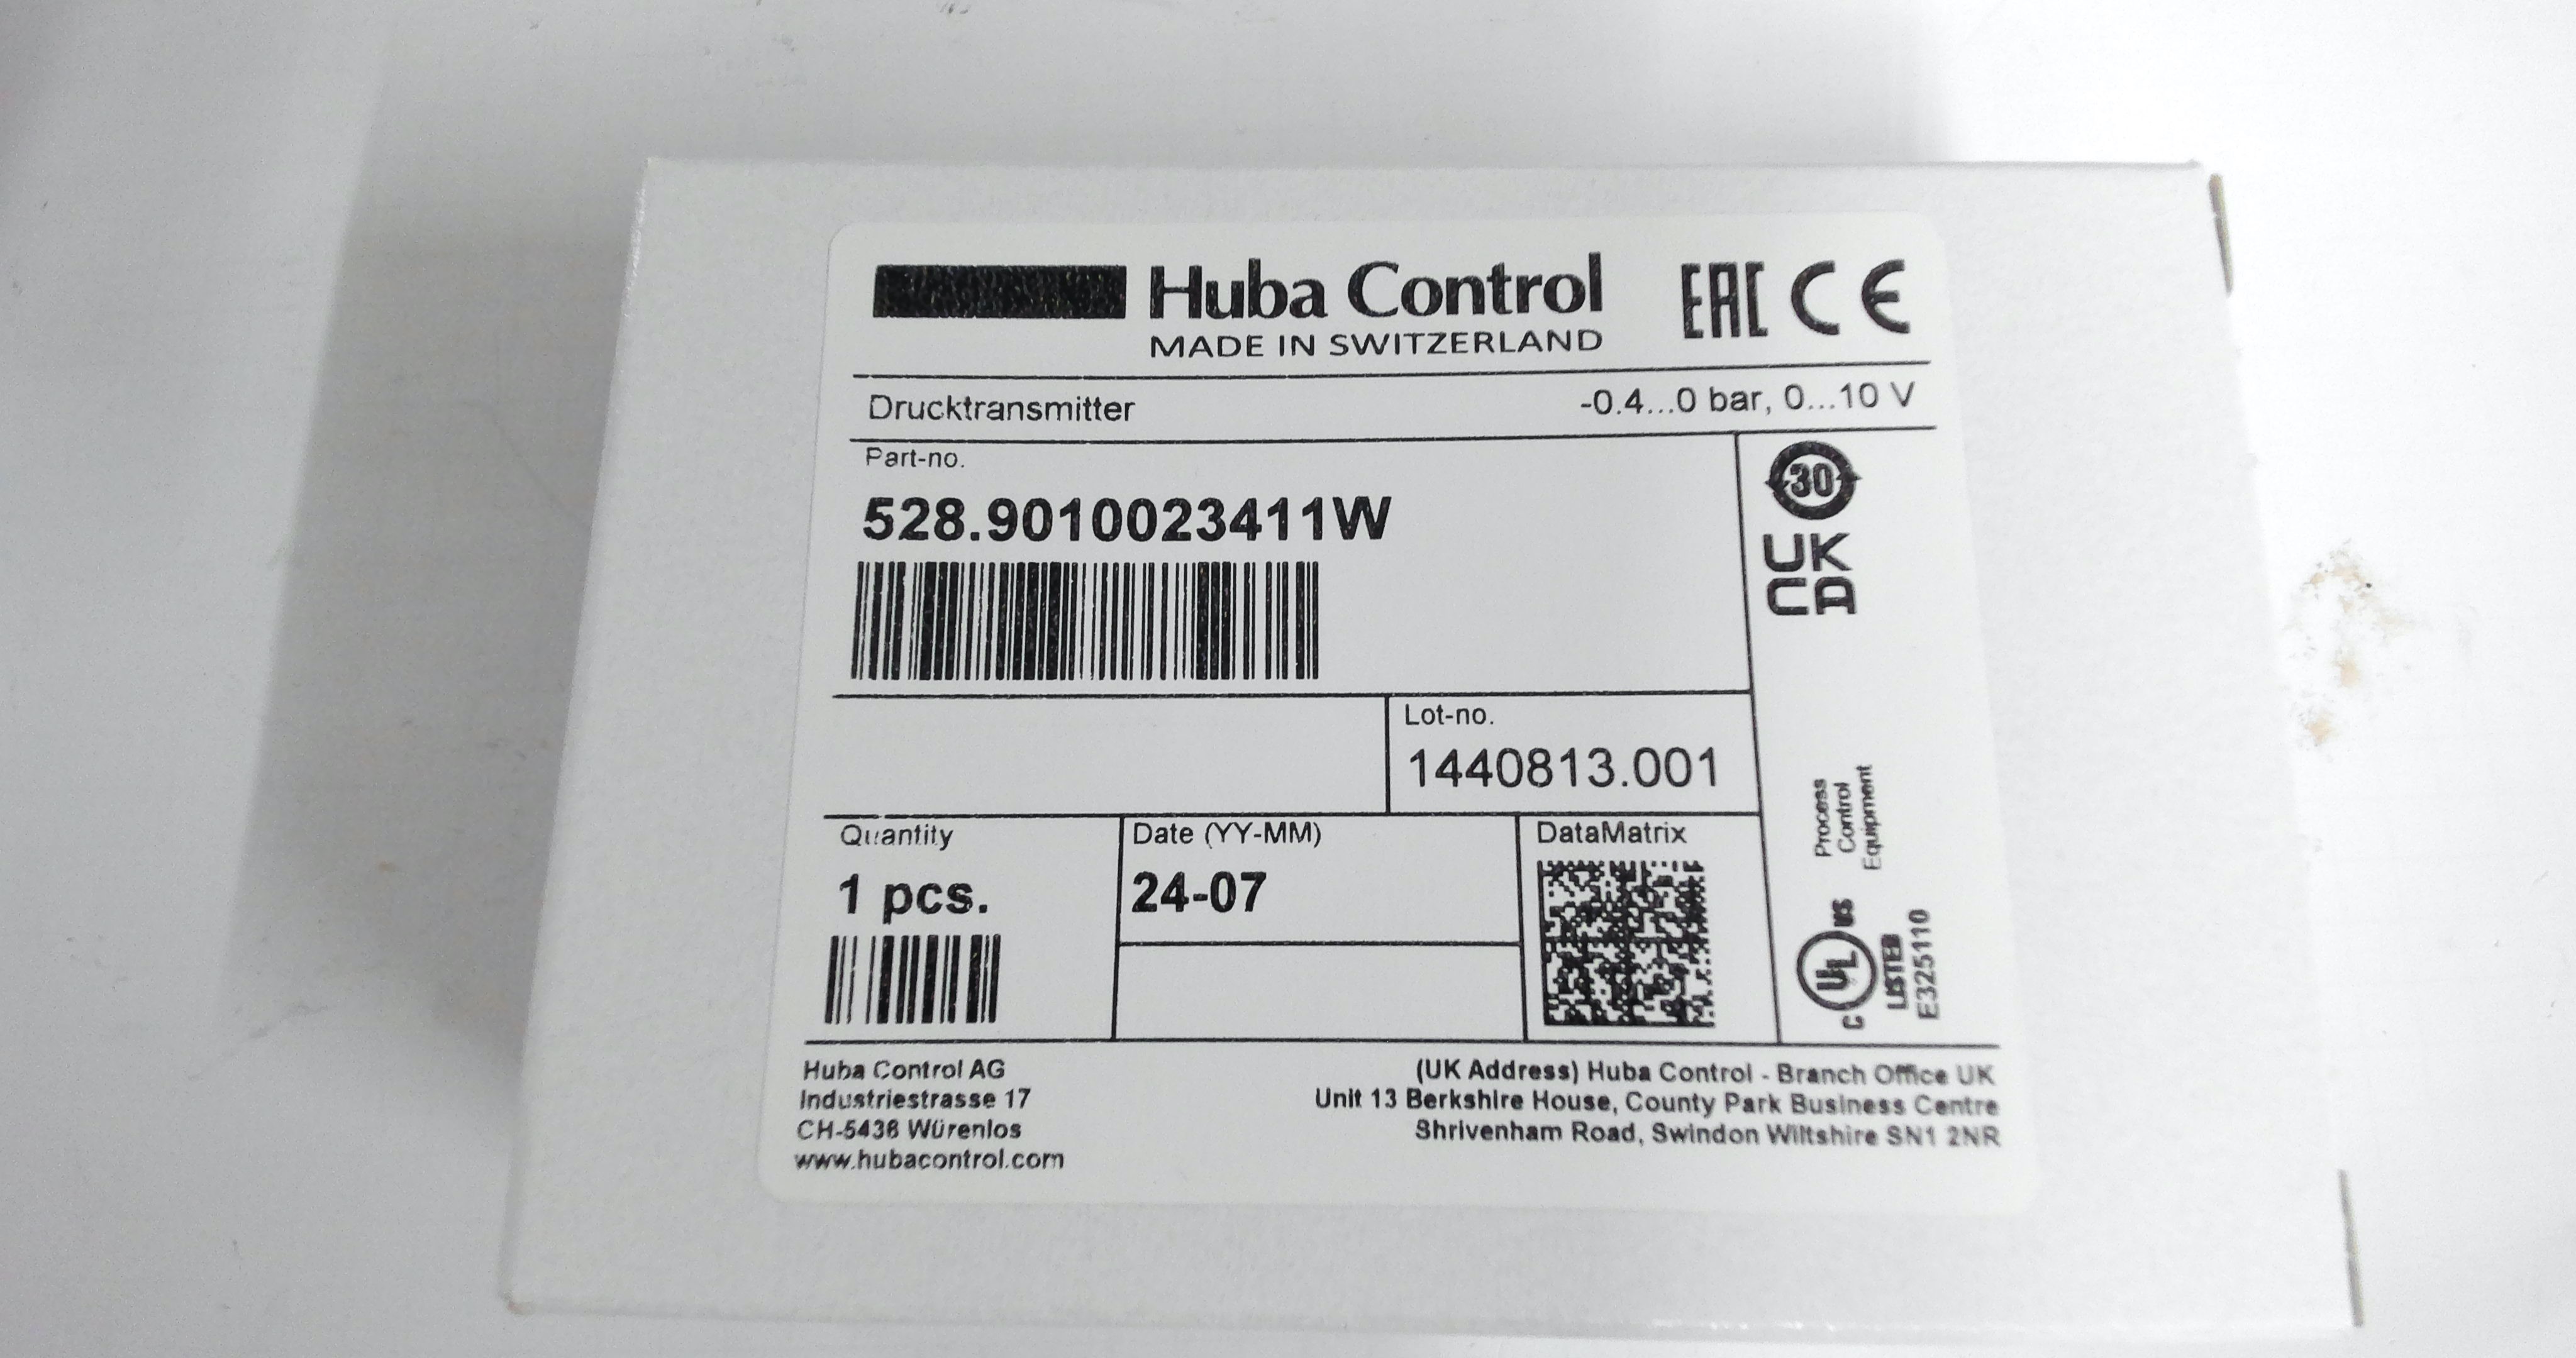 Huba Control
MADE IN SWITZERLAND
EAC CE
Drucktransmitter
-0.4...0 bar, 0...10 V
Part-no.
528.9010023411W
30
UK
CA
Lot-no.
1440813.001
Quantity
1 pcs.
Date (YY-MM)
24-07
DataMatrix
Process
Control
Equipment
C UL US
LISTED
E325110
Huba Control AG
Industriestrasse 17
CH-5436 Würenlos
www.hubacontrol.com
(UK Address) Huba Control - Branch Office UK
Unit 13 Berkshire House, County Park Business Centre
Shrivenham Road, Swindon Wiltshire SN1 2NR